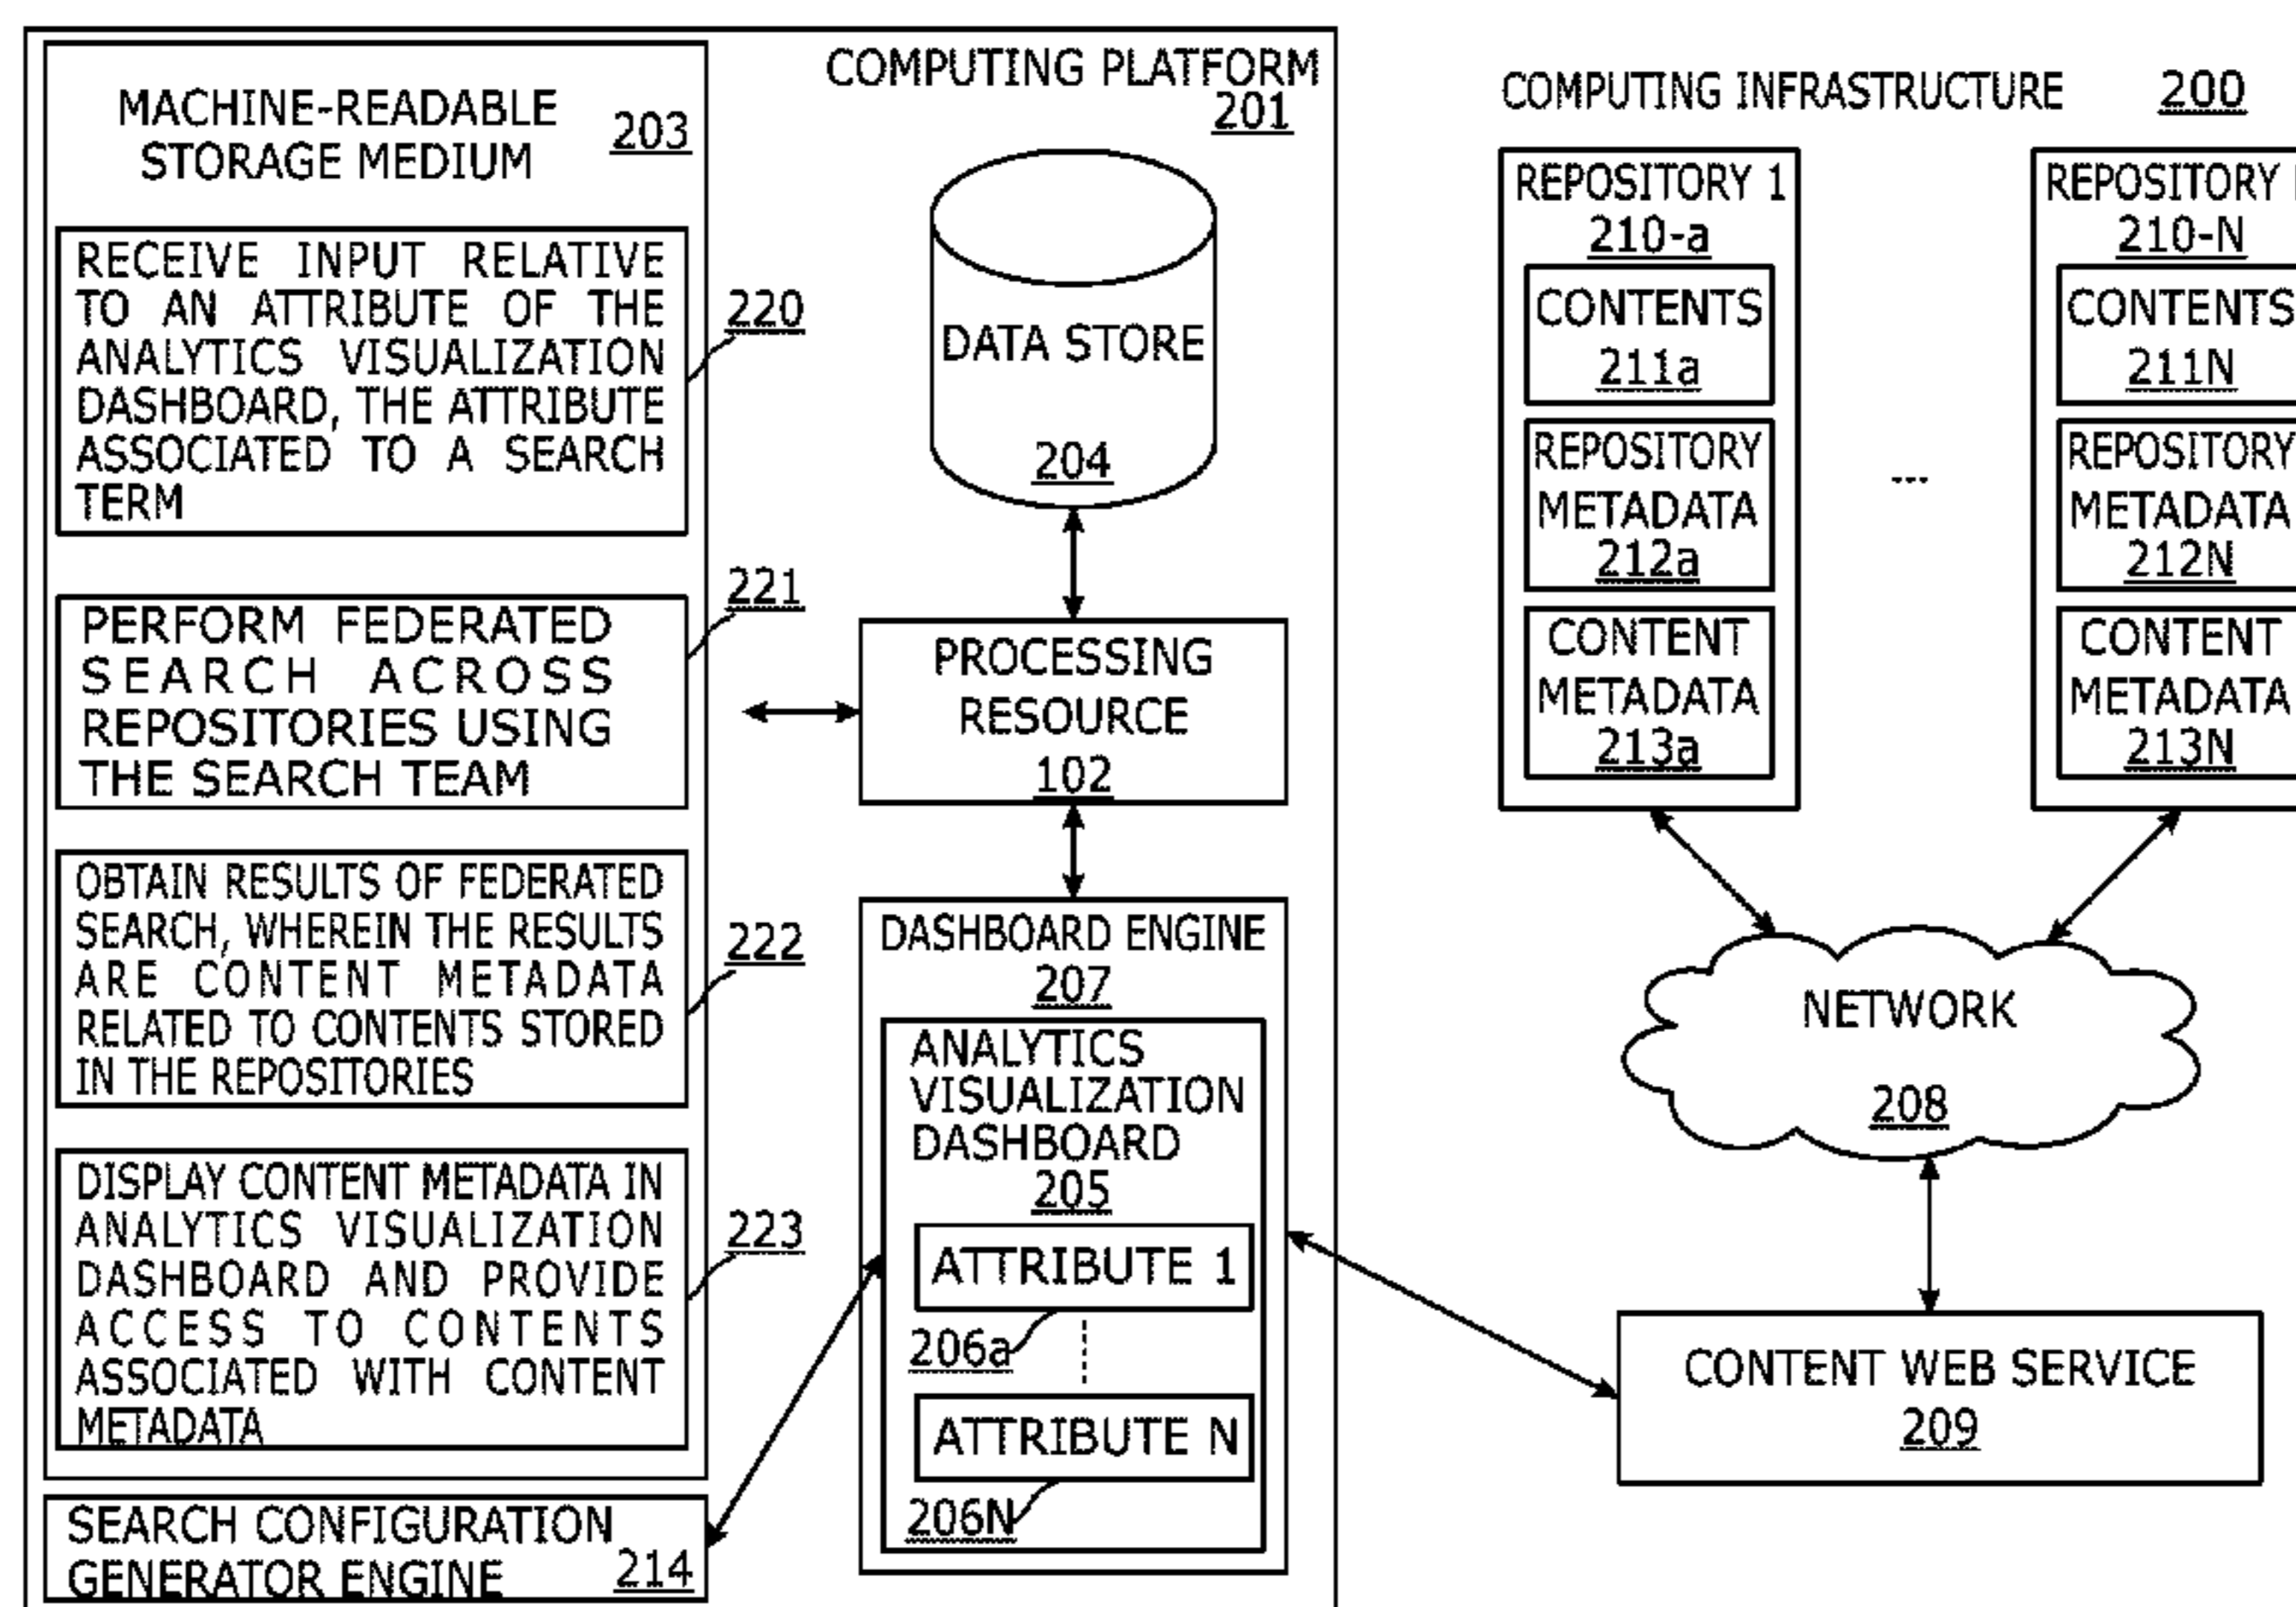 COMPUTING PLATFORM
201
MACHINE-READABLE
STORAGE MEDIUM
203
RECEIVE INPUT RELATIVE
TO AN ATTRIBUTE OF THE
ANALYTICS VISUALIZATION
DASHBOARD, THE ATTRIBUTE
ASSOCIATED TO A SEARCH
TERM
220
PERFORM FEDERATED
SEARCH ACROSS
REPOSITORIES USING
THE SEARCH TEAM
221
OBTAIN RESULTS OF FEDERATED
SEARCH, WHEREIN THE RESULTS
ARE CONTENT METADATA
RELATED TO CONTENTS STORED
IN THE REPOSITORIES
222
DISPLAY CONTENT METADATA IN
ANALYTICS VISUALIZATION
DASHBOARD AND PROVIDE
ACCESS TO CONTENTS
ASSOCIATED WITH CONTENT
METADATA
223
SEARCH CONFIGURATION
GENERATOR ENGINE
214
DATA STORE
204
PROCESSING
RESOURCE
102
DASHBOARD ENGINE
207
ANALYTICS
VISUALIZATION
DASHBOARD
205
ATTRIBUTE 1
206a
ATTRIBUTE N
206N
COMPUTING INFRASTRUCTURE 200
REPOSITORY 1
210-a
CONTENTS
211a
REPOSITORY
METADATA
212a
CONTENT
METADATA
213a
...
REPOSITORY
210-N
CONTENTS
211N
REPOSITORY
METADATA
212N
CONTENT
METADATA
213N
NETWORK
208
CONTENT WEB SERVICE
209